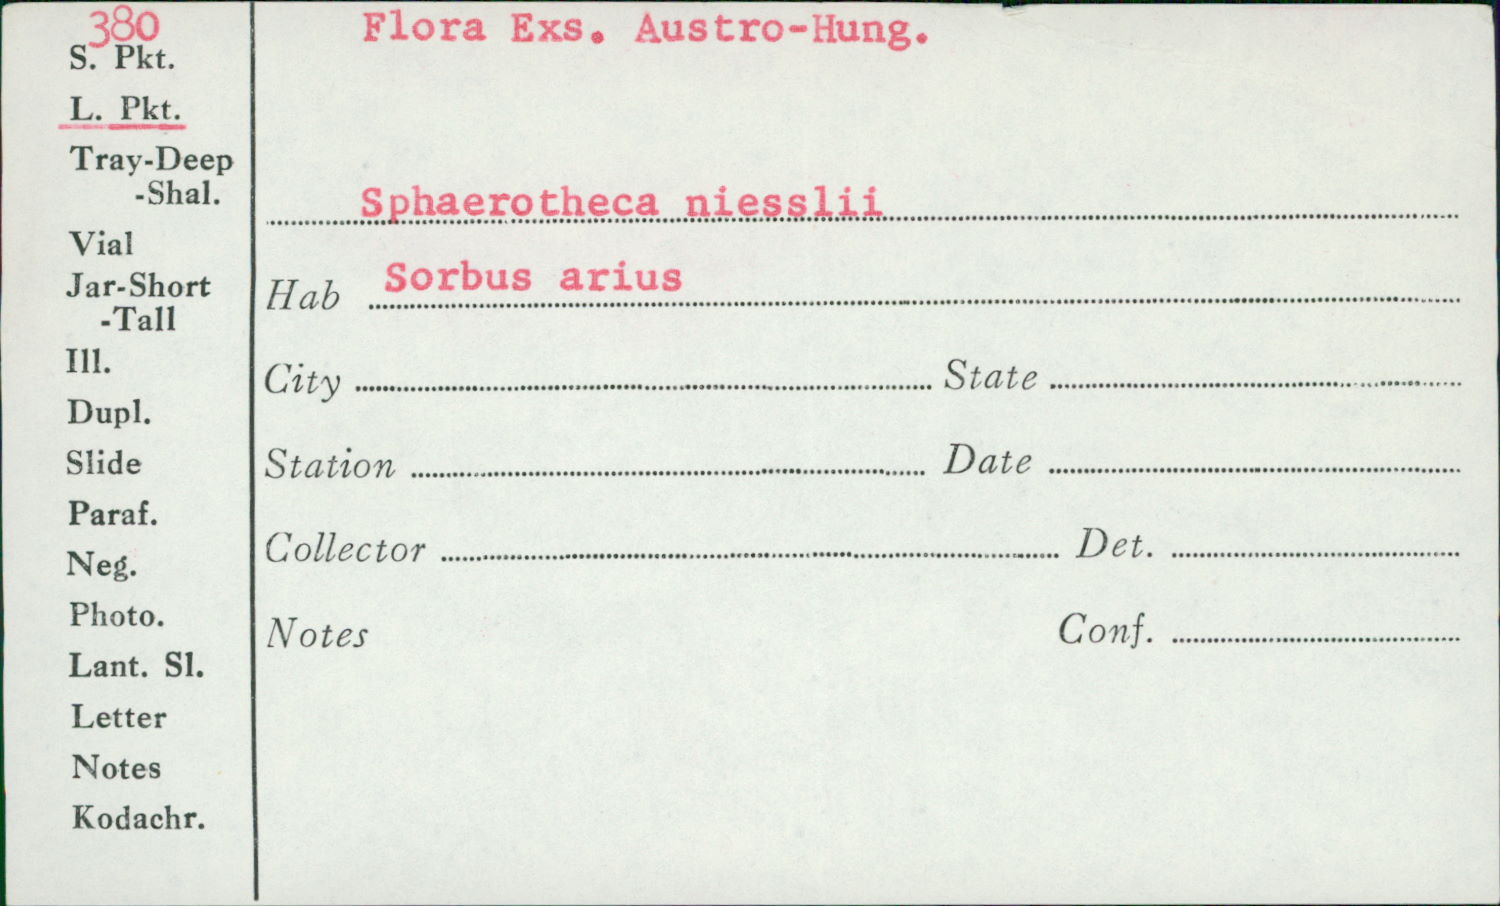 380
S. Pkt.
L. Pkt.
Tray-Deep
-Shal.
Vial
Jar-Short
-Tall
Ill.
Dupl.
Slide
Paraf.
Neg.
Photo.
Lant. Sl.
Letter
Notes
Kodachr.
Flora Exs. Austro-Hung.
Sphaerotheca niesslii
Hab Sorbus arius
City State
Station Date
Collector Det.
Notes Conf.